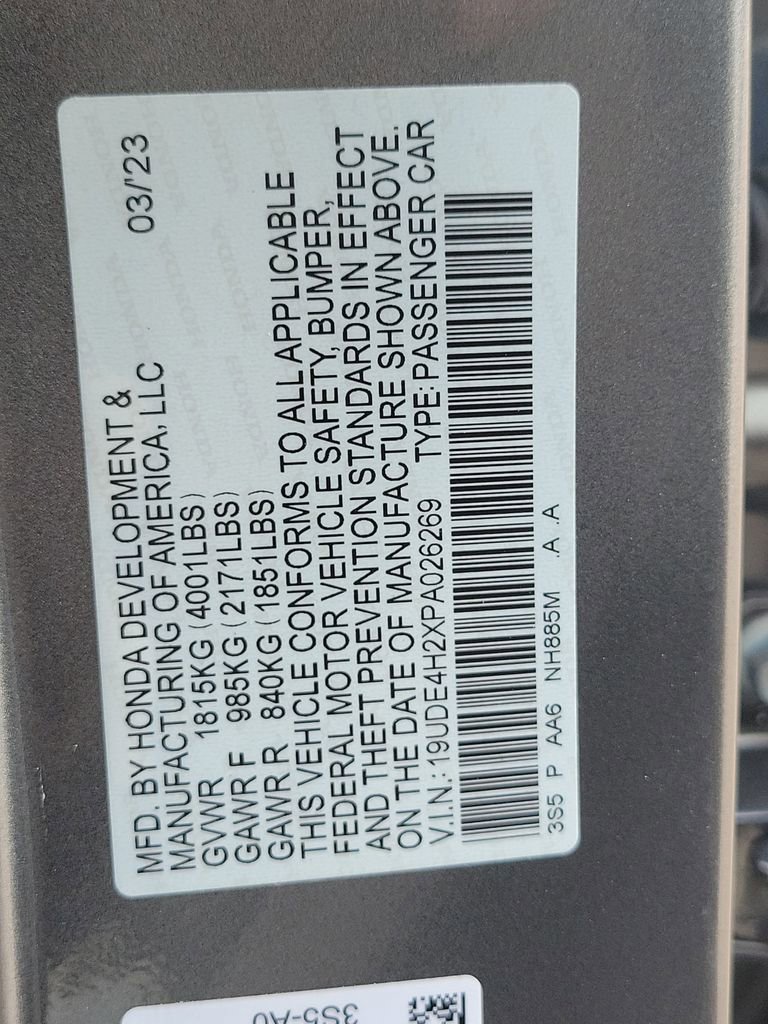 MFD. BY HONDA DEVELOPMENT &
MANUFACTURING OF AMERICA, LLC 03/'23
GVWR 1815KG (4001LBS)
GAWR F 985KG (2171LBS)
GAWR R 840KG (1851LBS)
THIS VEHICLE CONFORMS TO ALL APPLICABLE
FEDERAL MOTOR VEHICLE SAFETY, BUMPER,
AND THEFT PREVENTION STANDARDS IN EFFECT
ON THE DATE OF MANUFACTURE SHOWN ABOVE.
V.I.N.: 19UDE4H2XPA026269 TYPE: PASSENGER CAR
3S5 P AA6 NH885M .A .A
3S5-A0